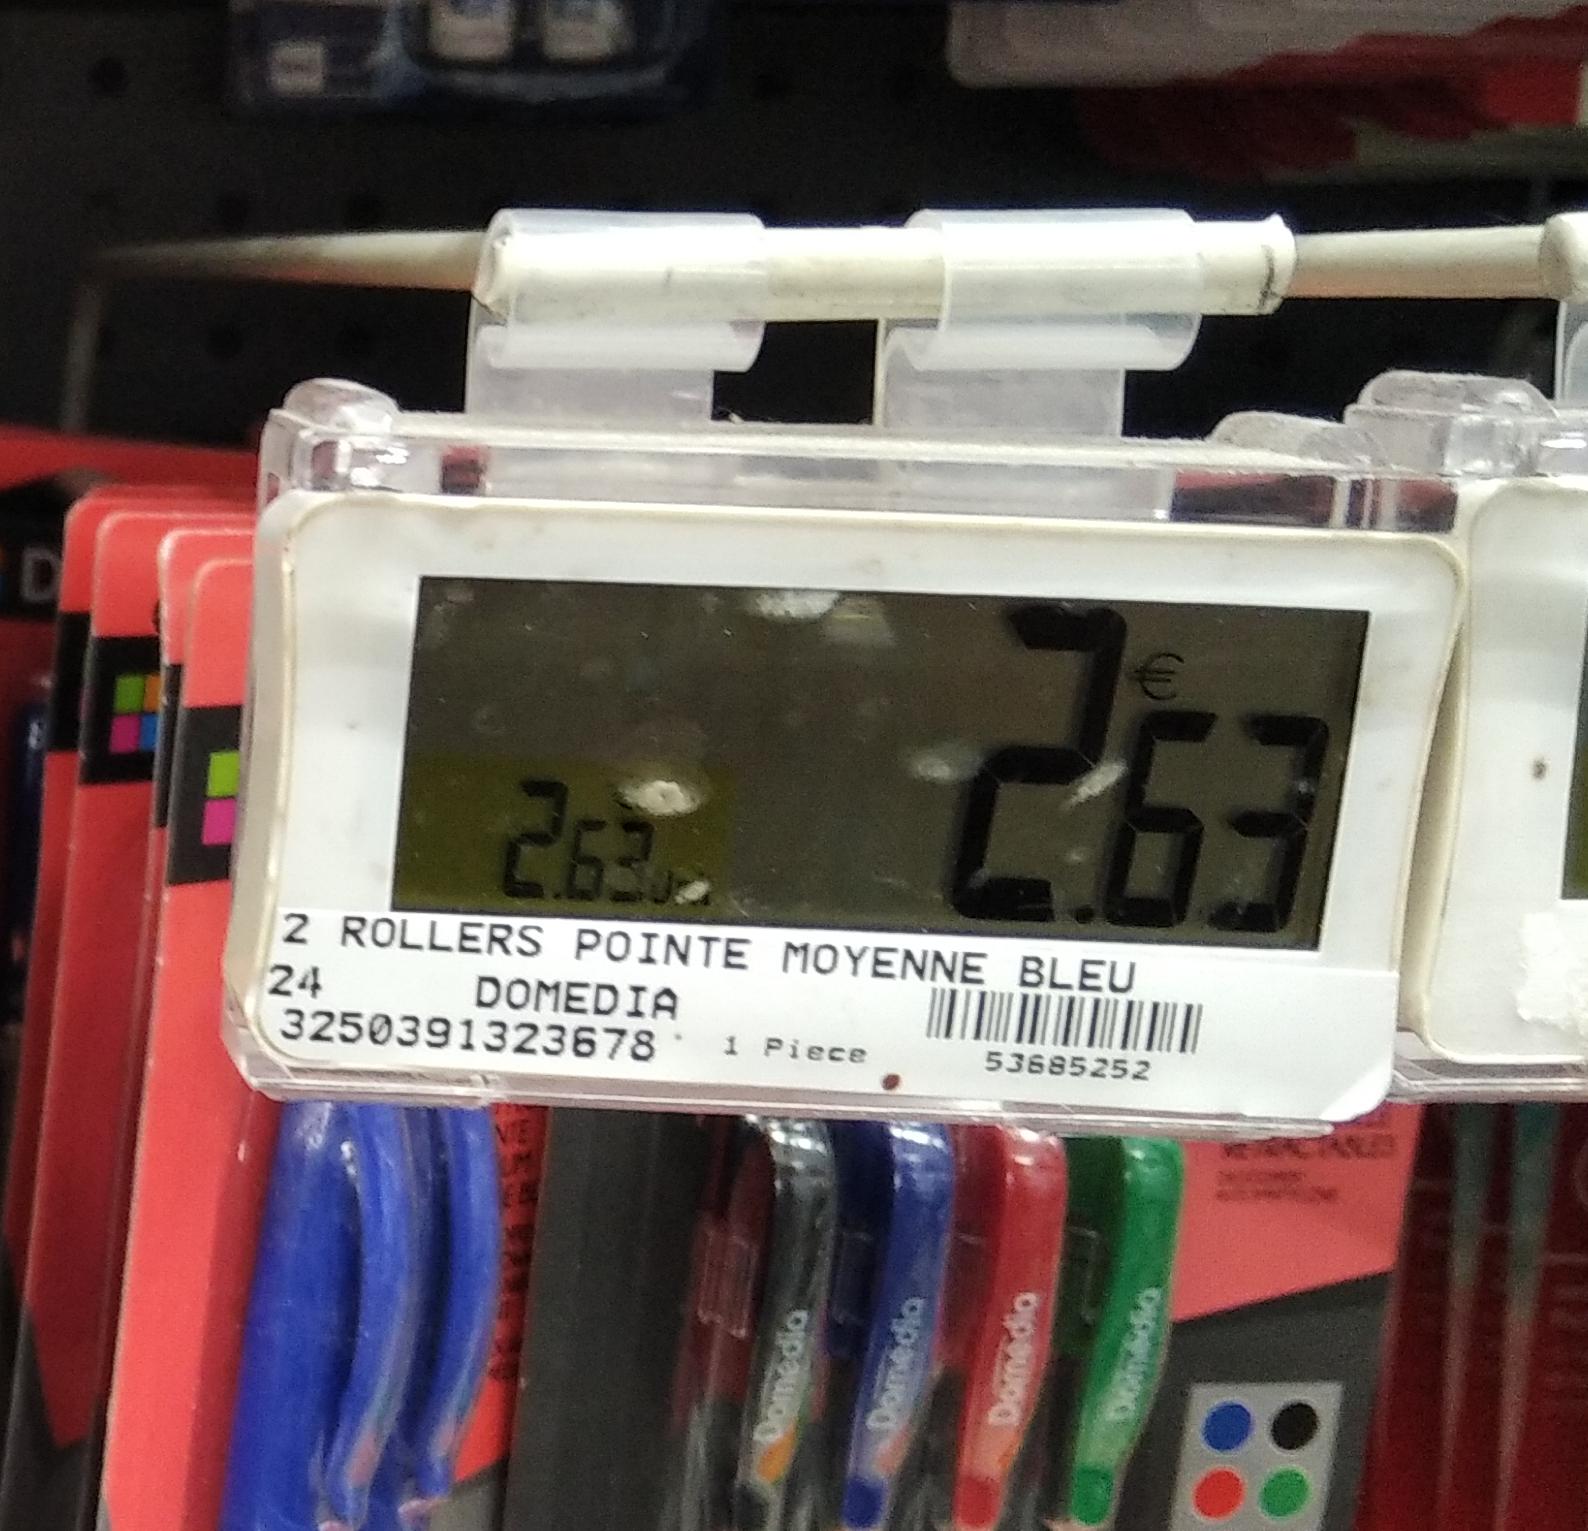 2 €
.63
2.63
2 ROLLERS POINTE MOYENNE BLEU
24 DOMEDIA
3250391323678 1 Piece
53685252
RETRACTABLES
Domedia Domedia Domedia Domedia